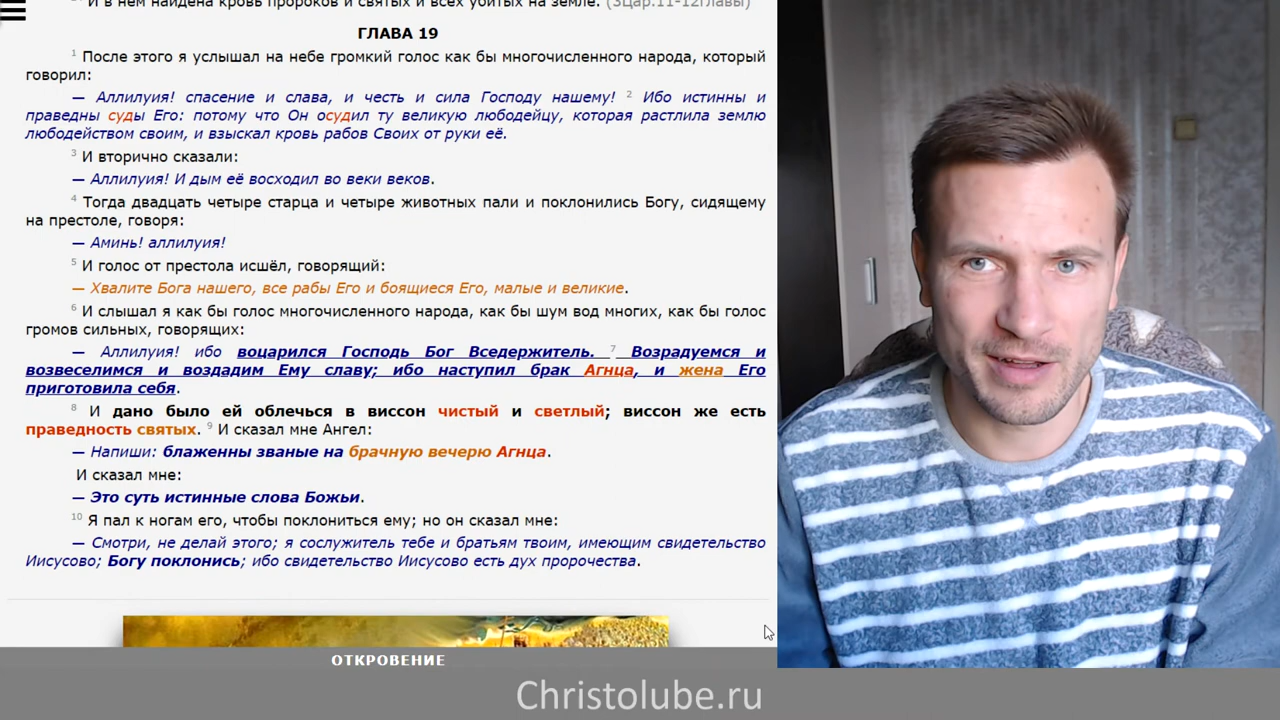 И в нём найдена кровь пророков и святых и всех убитых на земле. (3Цар.11-12главы)
ГЛАВА 19
1 После этого я услышал на небе громкий голос как бы многочисленного народа, который
говорил:
— Аллилуия! спасение и слава, и честь и сила Господу нашему! 2 Ибо истинны и
праведны суды Его: потому что Он осудил ту великую любодейцу, которая растлила землю
любодейством своим, и взыскал кровь рабов Своих от руки её.
3 И вторично сказали:
— Аллилуия! И дым её восходил во веки веков.
4 Тогда двадцать четыре старца и четыре животных пали и поклонились Богу, сидящему
на престоле, говоря:
— Аминь! аллилуия!
5 И голос от престола исшёл, говорящий:
— Хвалите Бога нашего, все рабы Его и боящиеся Его, малые и великие.
6 И слышал я как бы голос многочисленного народа, как бы шум вод многих, как бы голос
громов сильных, говорящих:
— Аллилуия! ибо воцарился Господь Бог Вседержитель. 7 Возрадуемся и
возвеселимся и воздадим Ему славу; ибо наступил брак Агнца, и жена Его
приготовила себя.
8 И дано было ей облечься в виссон чистый и светлый; виссон же есть
праведность святых. 9 И сказал мне Ангел:
— Напиши: блаженны званые на брачную вечерю Агнца.
И сказал мне:
— Это суть истинные слова Божьи.
10 Я пал к ногам его, чтобы поклониться ему; но он сказал мне:
— Смотри, не делай этого; я сослужитель тебе и братьям твоим, имеющим свидетельство
Иисусово; Богу поклонись; ибо свидетельство Иисусово есть дух пророчества.
ОТКРОВЕНИЕ
Christolube.ru